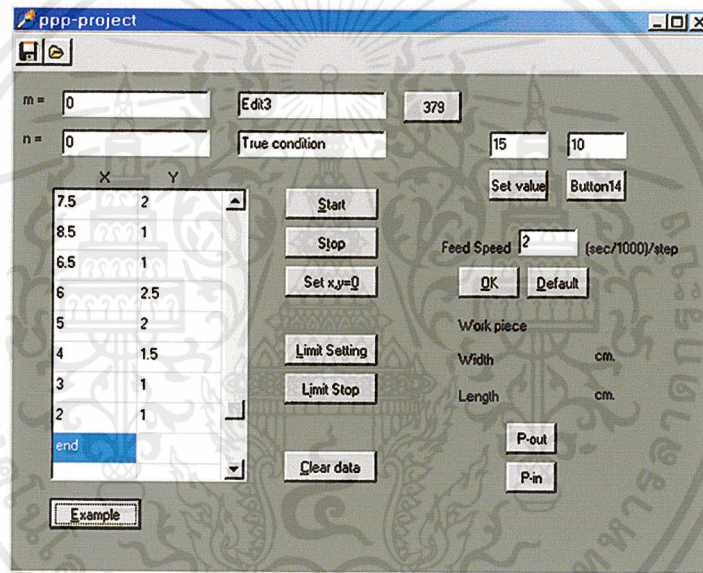 ppp-project
m = 0 Edit3 379
n = 0 True condition 15 10
X Y
Set value Button14
7.5 2
8.5 1
6.5 1
6 2.5
5 2
4 1.5
3 1
2 1
end
Start
Stop
Set x,y=0
Limit Setting
Limit Stop
Clear data
Feed Speed 2 (sec/1000)/step
OK Default
Work piece
Width cm.
Length cm.
P-out
P-in
Example